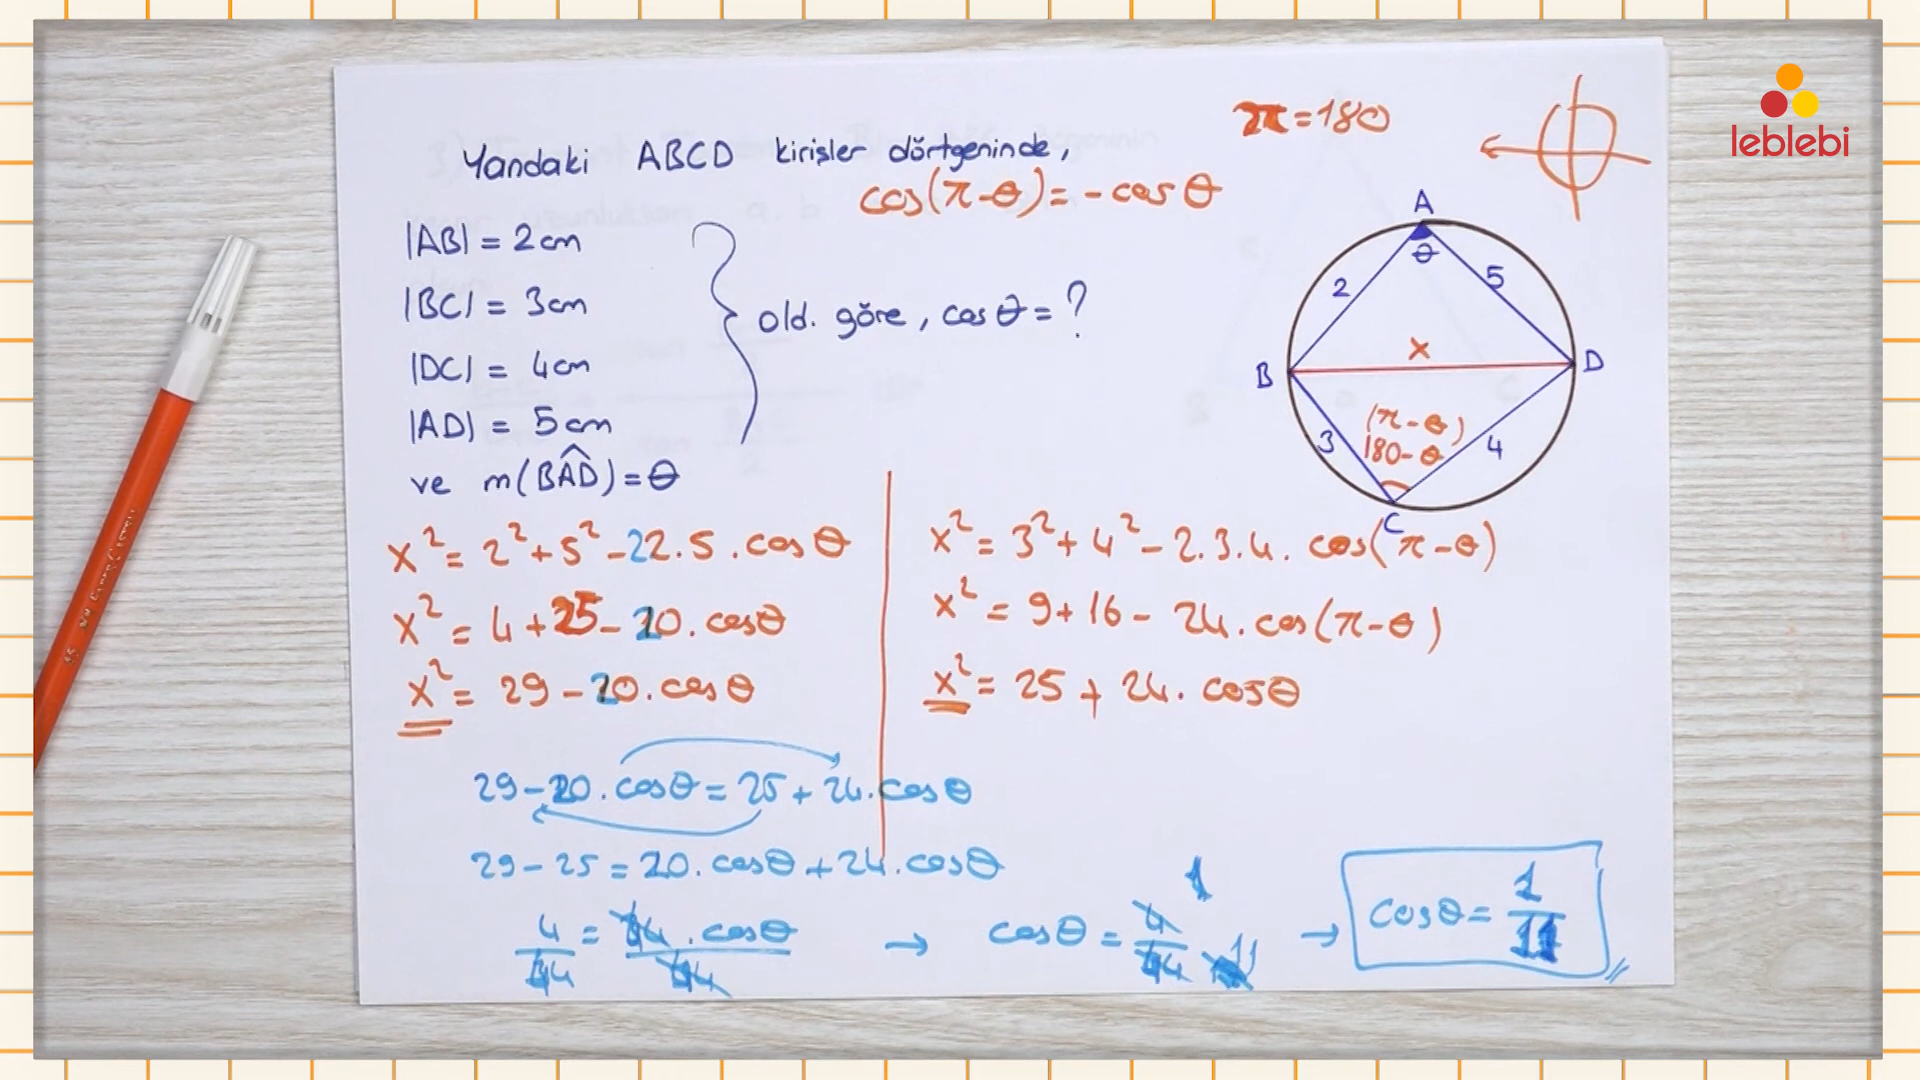 leblebi
π=180
Yandaki ABCD kirişler dörtgeninde,
cos(π-θ)=-cosθ
|AB| = 2cm
|BC| = 3cm
|DC| = 4cm
|AD| = 5cm
ve m(BÂD)=θ
old. göre, cosθ=?
A
θ
2
5
x
B
D
(π-θ)
180-θ
3
4
C
x² = 2²+5²-2.2.5.cosθ
x² = 4+25-20.cosθ
x² = 29-20.cosθ
x² = 3²+4²-2.3.4.cos(π-θ)
x² = 9+16-24.cos(π-θ)
x² = 25+24.cosθ
29-20.cosθ=25+24.cosθ
29-25=20.cosθ+24.cosθ
4/44 = 44.cosθ/44 → cosθ = 4/44 1 11 → cosθ= 1/11